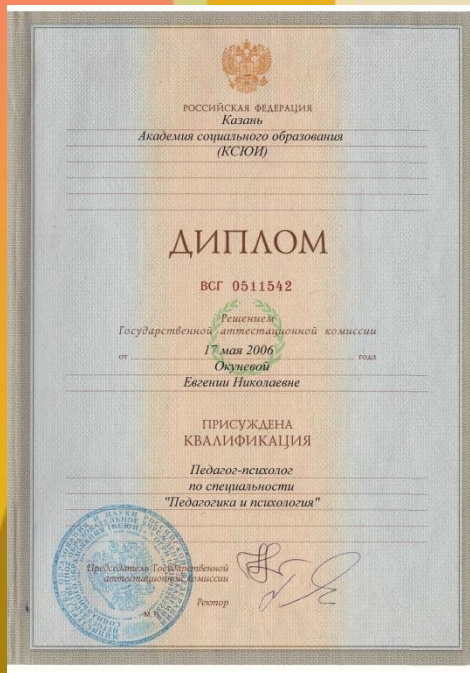 РОССИЙСКАЯ ФЕДЕРАЦИЯ
Казань
Академия социального образования
(КСЮИ)
ДИПЛОМ
ВСГ 0511542
Решением
Государственной аттестационной комиссии
от 17 мая 2006 года
Окуневой
Евгении Николаевне
ПРИСУЖДЕНА
КВАЛИФИКАЦИЯ
Педагог-психолог
по специальности
"Педагогика и психология"
Председатель Государственной
аттестационной комиссии
Ректор
М.П.